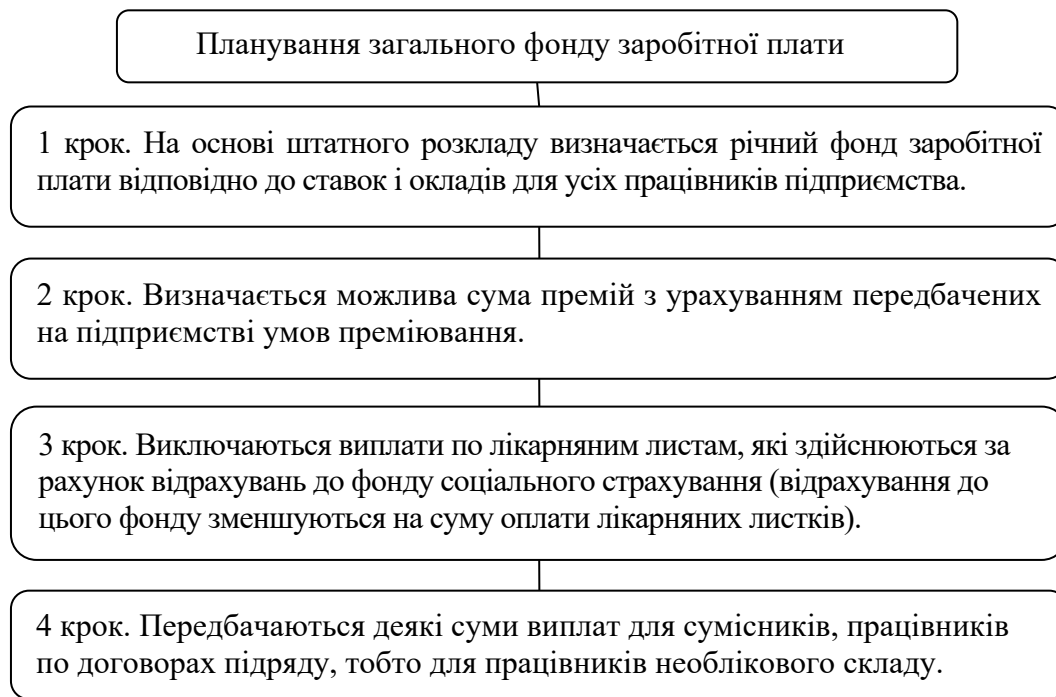 Планування загального фонду заробітної плати
1 крок. На основі штатного розкладу визначається річний фонд заробітної
плати відповідно до ставок і окладів для усіх працівників підприємства.
2 крок. Визначається можлива сума премій з урахуванням передбачених
на підприємстві умов преміювання.
3 крок. Виключаються виплати по лікарняним листам, які здійснюються за
рахунок відрахувань до фонду соціального страхування (відрахування до
цього фонду зменшуються на суму оплати лікарняних листків).
4 крок. Передбачаються деякі суми виплат для сумісників, працівників
по договорах підряду, тобто для працівників необлікового складу.